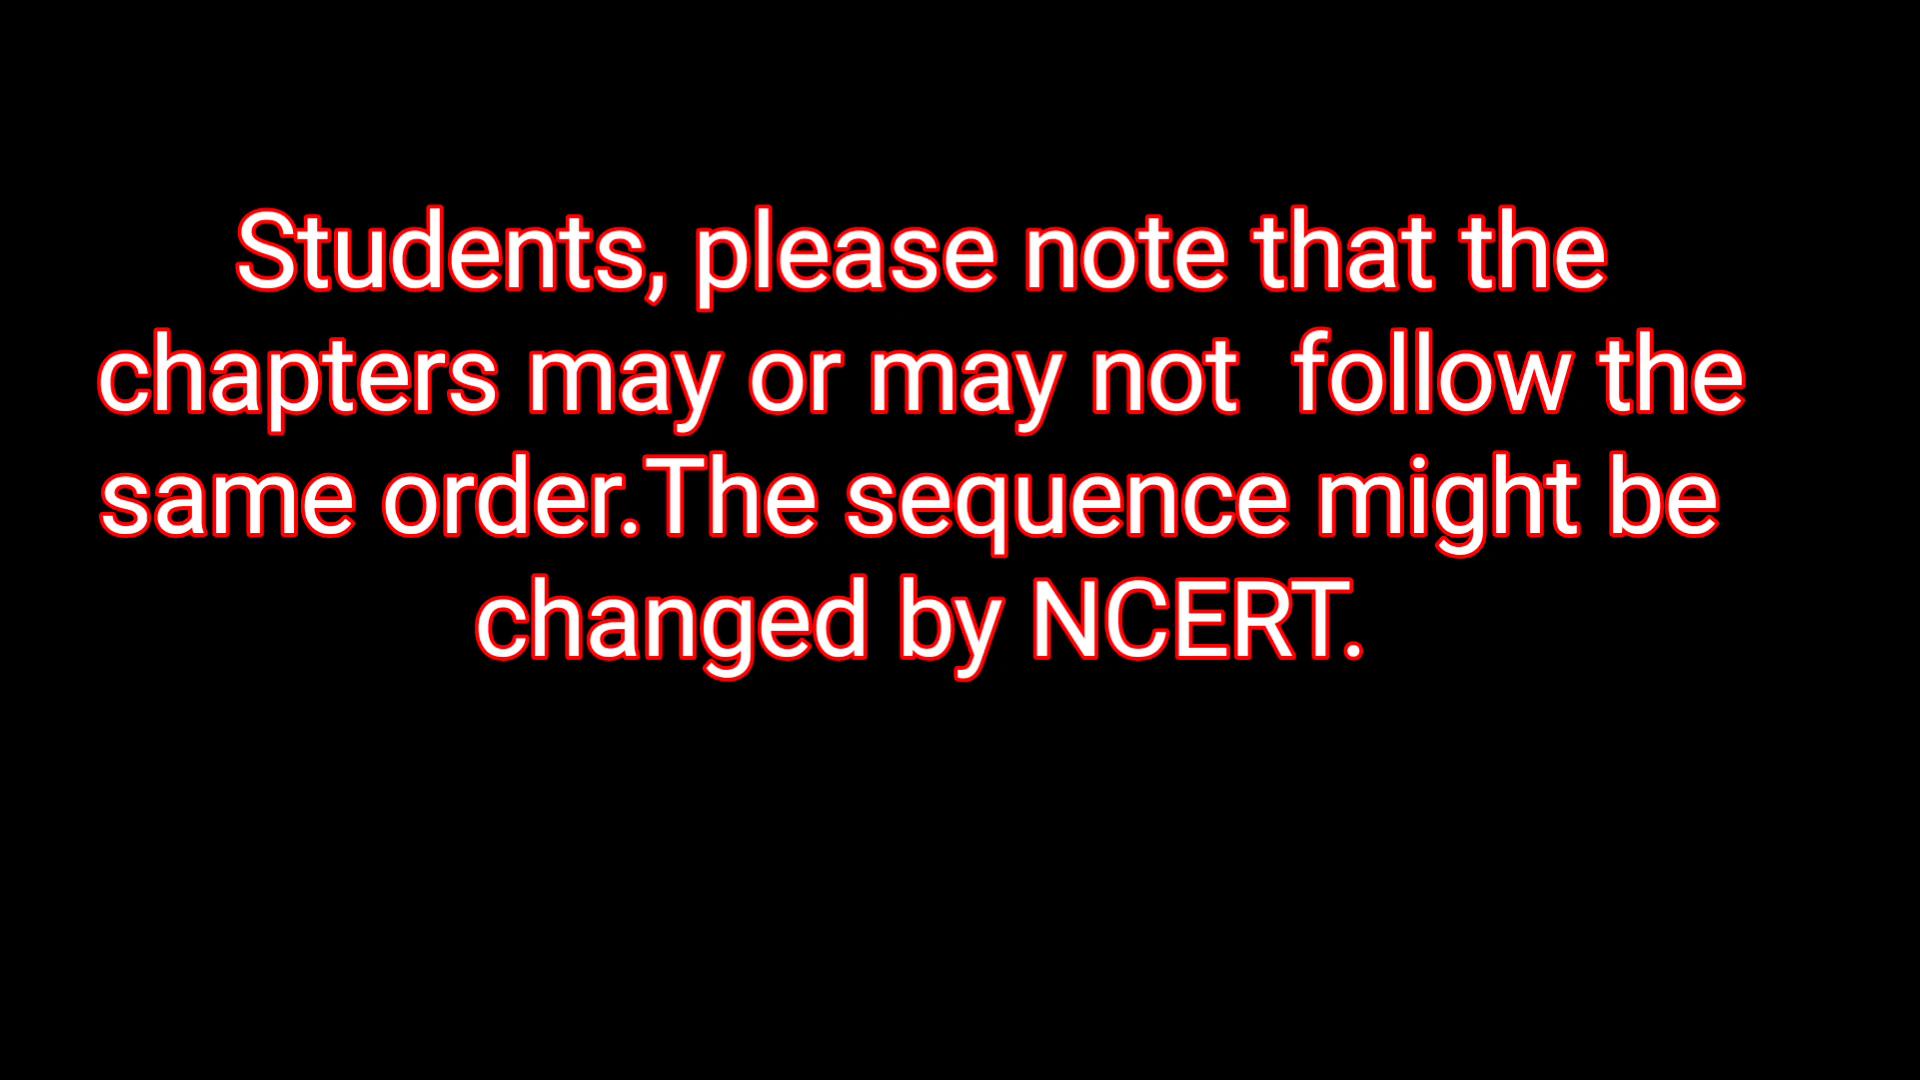 Students, please note that the
chapters may or may not  follow the
same order.The sequence might be
changed by NCERT.